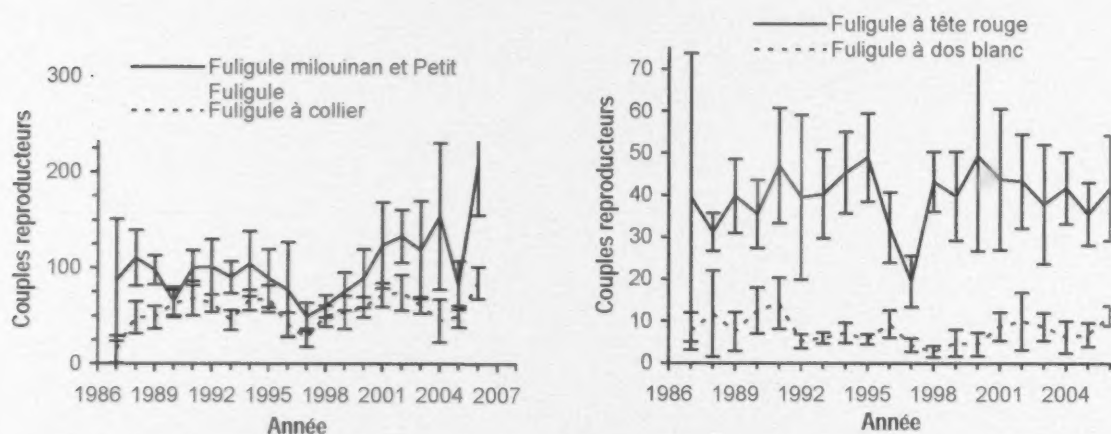 Fuligule milouinan et Petit
Fuligule
Fuligule à collier
Couples reproducteurs
300
200
100
0
1986 1989 1992 1995 1998 2001 2004 2007
Année
Fuligule à tête rouge
Fuligule à dos blanc
Couples reproducteurs
70
60
50
40
30
20
10
0
1986 1989 1992 1995 1998 2001 2004
Année